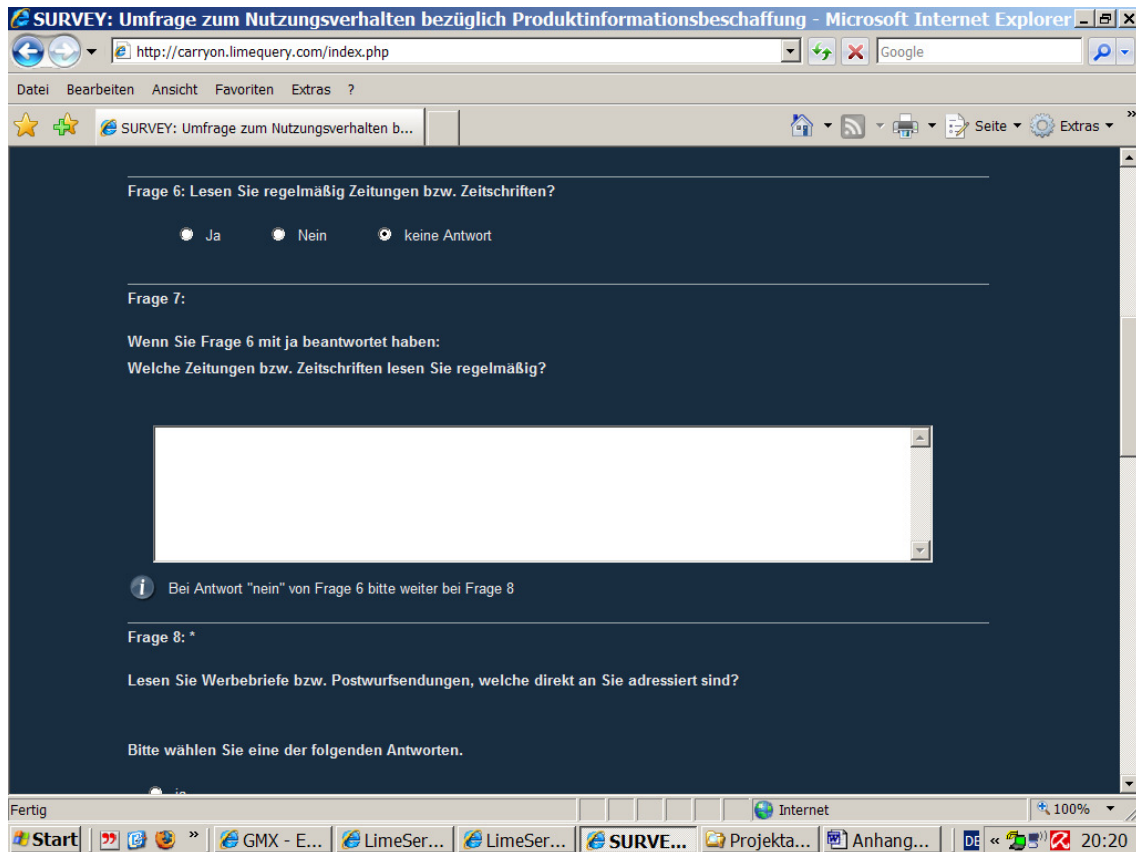 SURVEY: Umfrage zum Nutzungsverhalten bezüglich Produktinformationsbeschaffung - Microsoft Internet Explorer
http://carryon.limequery.com/index.php
Google
Datei Bearbeiten Ansicht Favoriten Extras ?
SURVEY: Umfrage zum Nutzungsverhalten b...
Seite Extras »
Frage 6: Lesen Sie regelmäßig Zeitungen bzw. Zeitschriften?
Ja Nein keine Antwort
Frage 7:
Wenn Sie Frage 6 mit ja beantwortet haben:
Welche Zeitungen bzw. Zeitschriften lesen Sie regelmäßig?
i Bei Antwort "nein" von Frage 6 bitte weiter bei Frage 8
Frage 8: *
Lesen Sie Werbebriefe bzw. Postwurfsendungen, welche direkt an Sie adressiert sind?
Bitte wählen Sie eine der folgenden Antworten.
Fertig Internet 100%
Start » GMX - E... LimeSer... LimeSer... SURVE... Projekta... Anhang... DE « 20:20